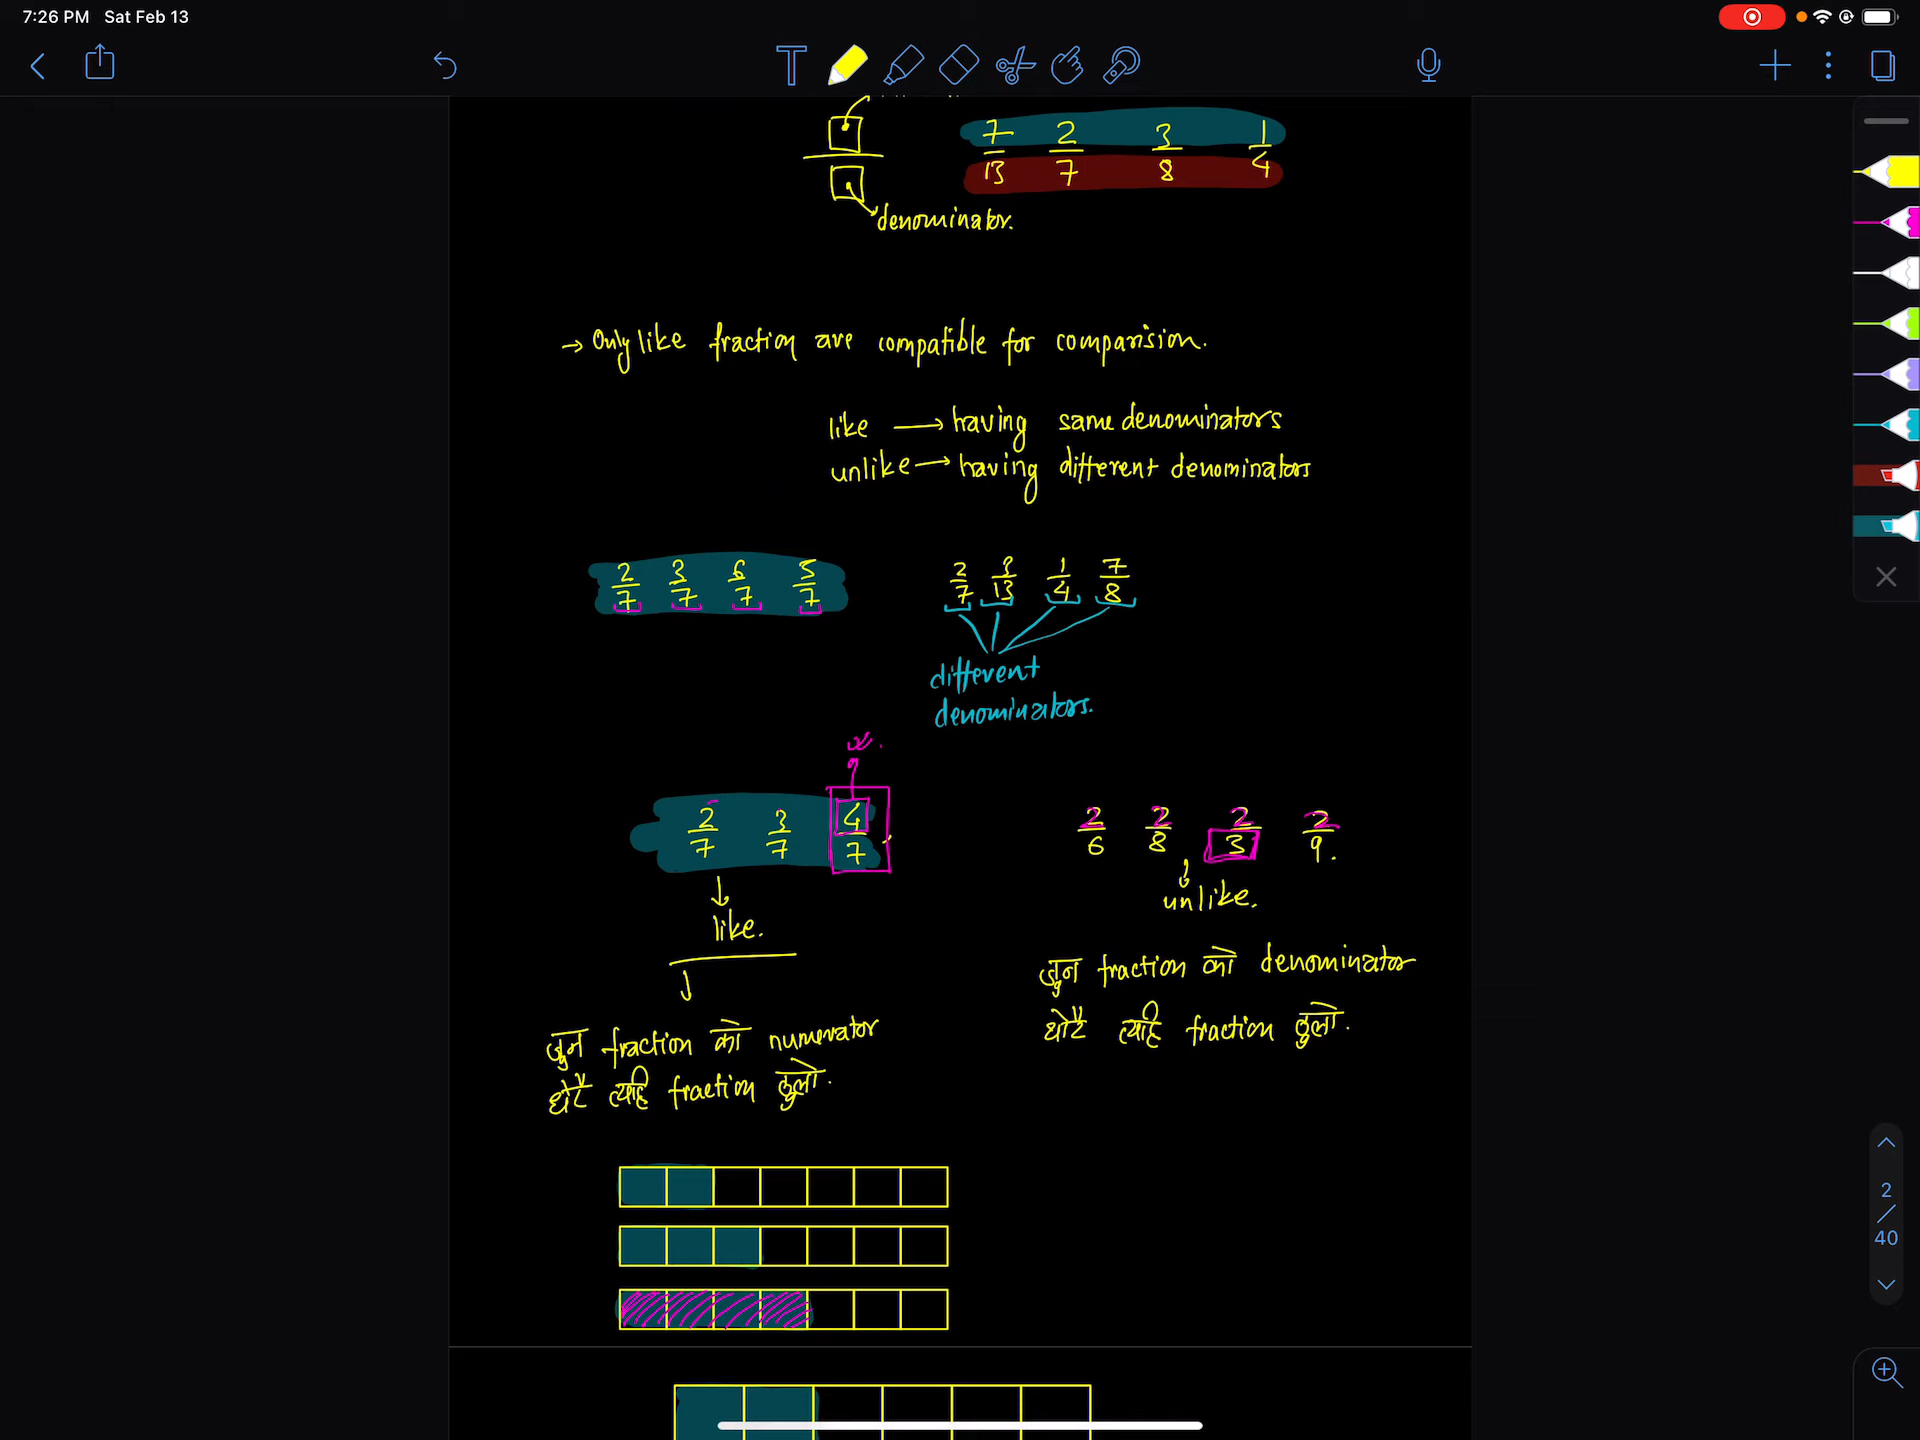 7:26 PM Sat Feb 13
7/13 2/7 3/8 1/4
denominator.
→ Only like fraction are compatible for comparision.
like → having same denominators
unlike → having different denominators
2/7 3/7 6/7 5/7
2/7 3/13 1/4 7/8
different
denominators.
2/7 3/7 4/7
2/6 2/8 2/3 2/9.
like.
unlike.
जुन fraction को numerator
fraction ठुलो.
जुन fraction को denominator
fraction ठुलो.
2
/
40